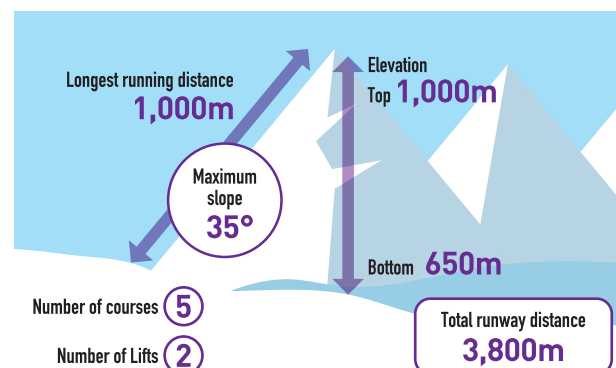 Longest running distance
1,000m
Elevation
Top 1,000m
Maximum
slope
35°
Bottom 650m
Number of courses 5
Number of Lifts 2
Total runway distance
3,800m